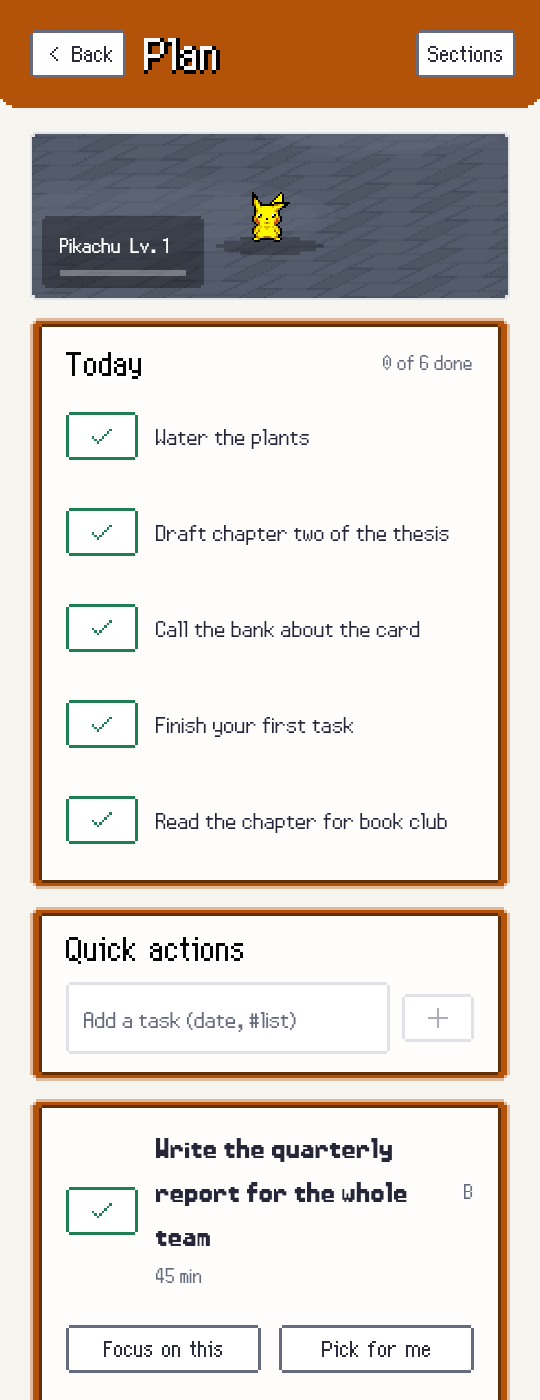 Back
Plan
Sections
Pikachu Lv. 1
Today
0 of 6 done
Water the plants
Draft chapter two of the thesis
Call the bank about the card
Finish your first task
Read the chapter for book club
Quick actions
Add a task (date, #list)
Write the quarterly
report for the whole
team
B
45 min
Focus on this
Pick for me